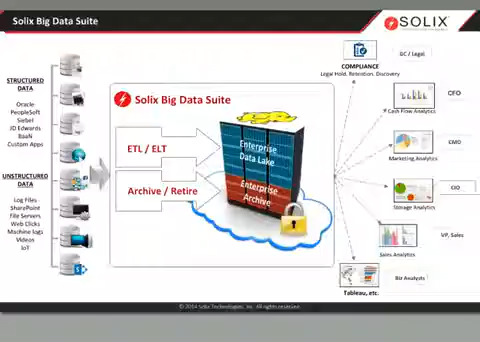 Solix Big Data Suite
SOLIX
STRUCTURED
DATA
Oracle
PeopleSoft
Siebel
JD Edwards
BaaN
Custom Apps
UNSTRUCTURED
DATA
Log Files
SharePoint
File Servers
Web Clicks
Machine logs
Videos
IoT
Solix Big Data Suite
ETL / ELT
Archive / Retire
Enterprise
Data Lake
Enterprise
Archive
COMPLIANCE
Legal Hold, Retention, Discovery
GC / Legal
Cash Flow Analytics
CFO
Marketing Analytics
CMO
Storage Analytics
CIO
Sales Analytics
VP, Sales
Tableau, etc.
Biz Analysts
© 2014 Solix Technologies, Inc. All rights reserved.